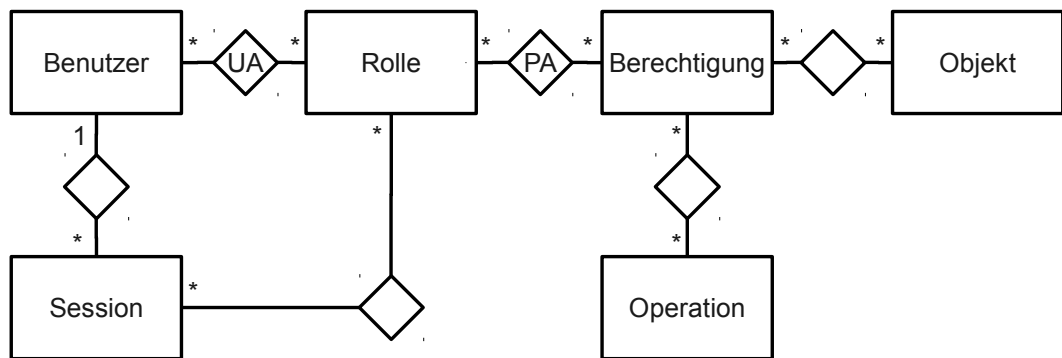 * * * * * *
Benutzer UA Rolle PA Berechtigung Objekt
1 * *
* * *
Session Operation